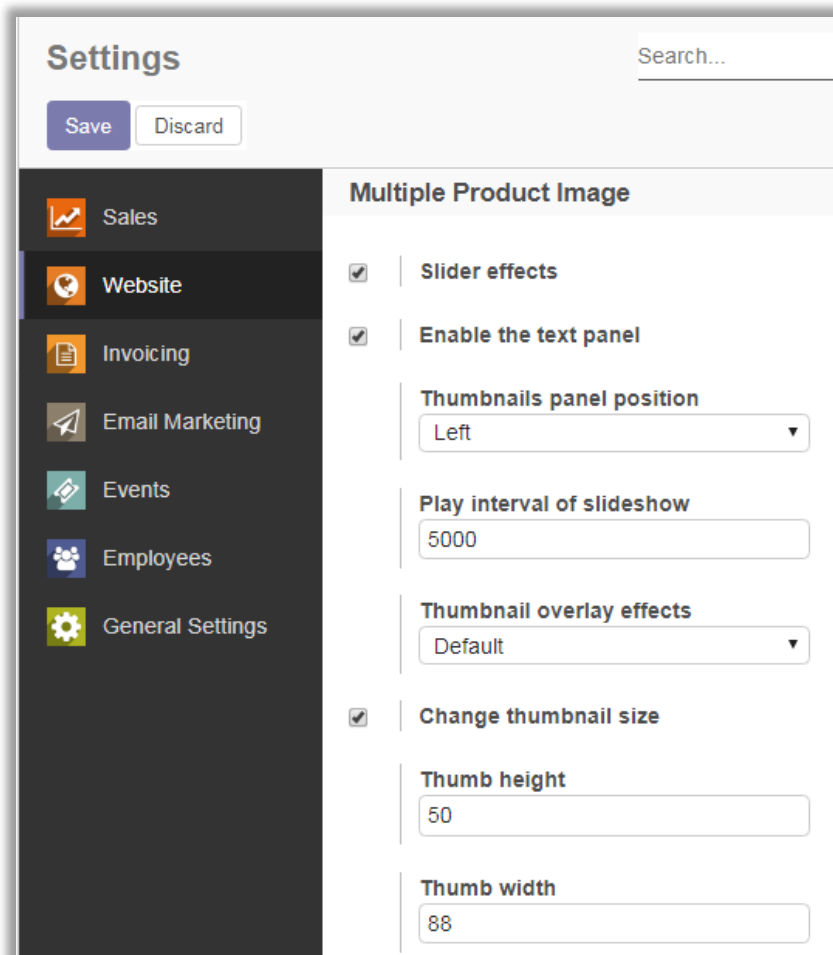 Settings
Search...
Save Discard
Sales
Website
Invoicing
Email Marketing
Events
Employees
General Settings
Multiple Product Image
Slider effects
Enable the text panel
Thumbnails panel position
Left
Play interval of slideshow
5000
Thumbnail overlay effects
Default
Change thumbnail size
Thumb height
50
Thumb width
88